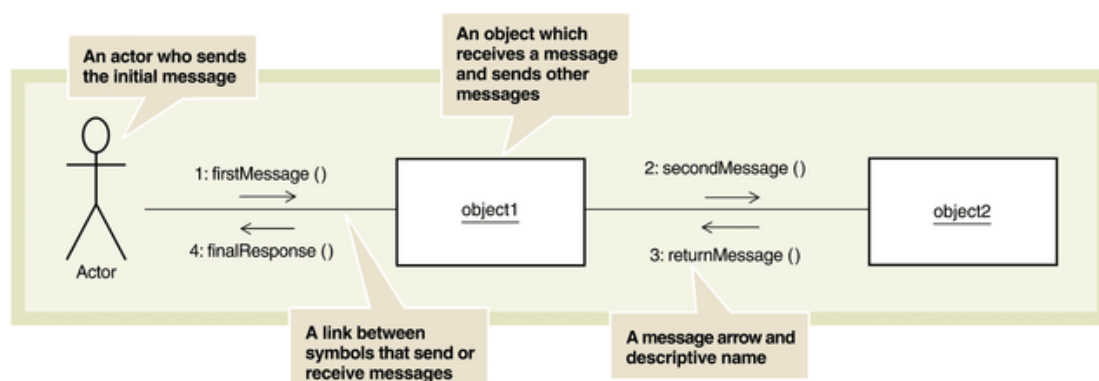 An actor who sends
the initial message
An object which
receives a message
and sends other
messages
1: firstMessage ()
2: secondMessage ()
object1
object2
4: finalResponse ()
3: returnMessage ()
Actor
A link between
symbols that send or
receive messages
A message arrow and
descriptive name